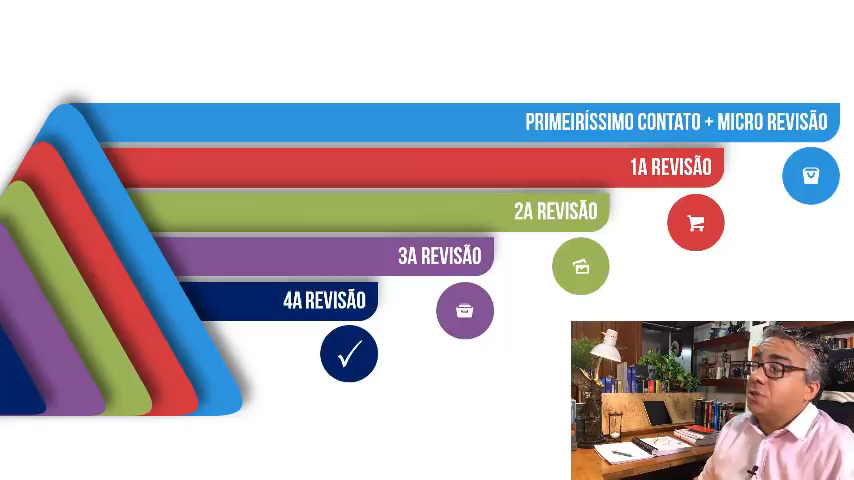 PRIMEIRÍSSIMO CONTATO + MICRO REVISÃO
1A REVISÃO
2A REVISÃO
3A REVISÃO
4A REVISÃO